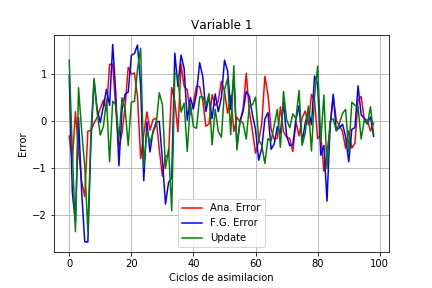 Variable 1
Error
1
0
−1
−2
Ana. Error
F.G. Error
Update
0
20
40
60
80
100
Ciclos de asimilacion